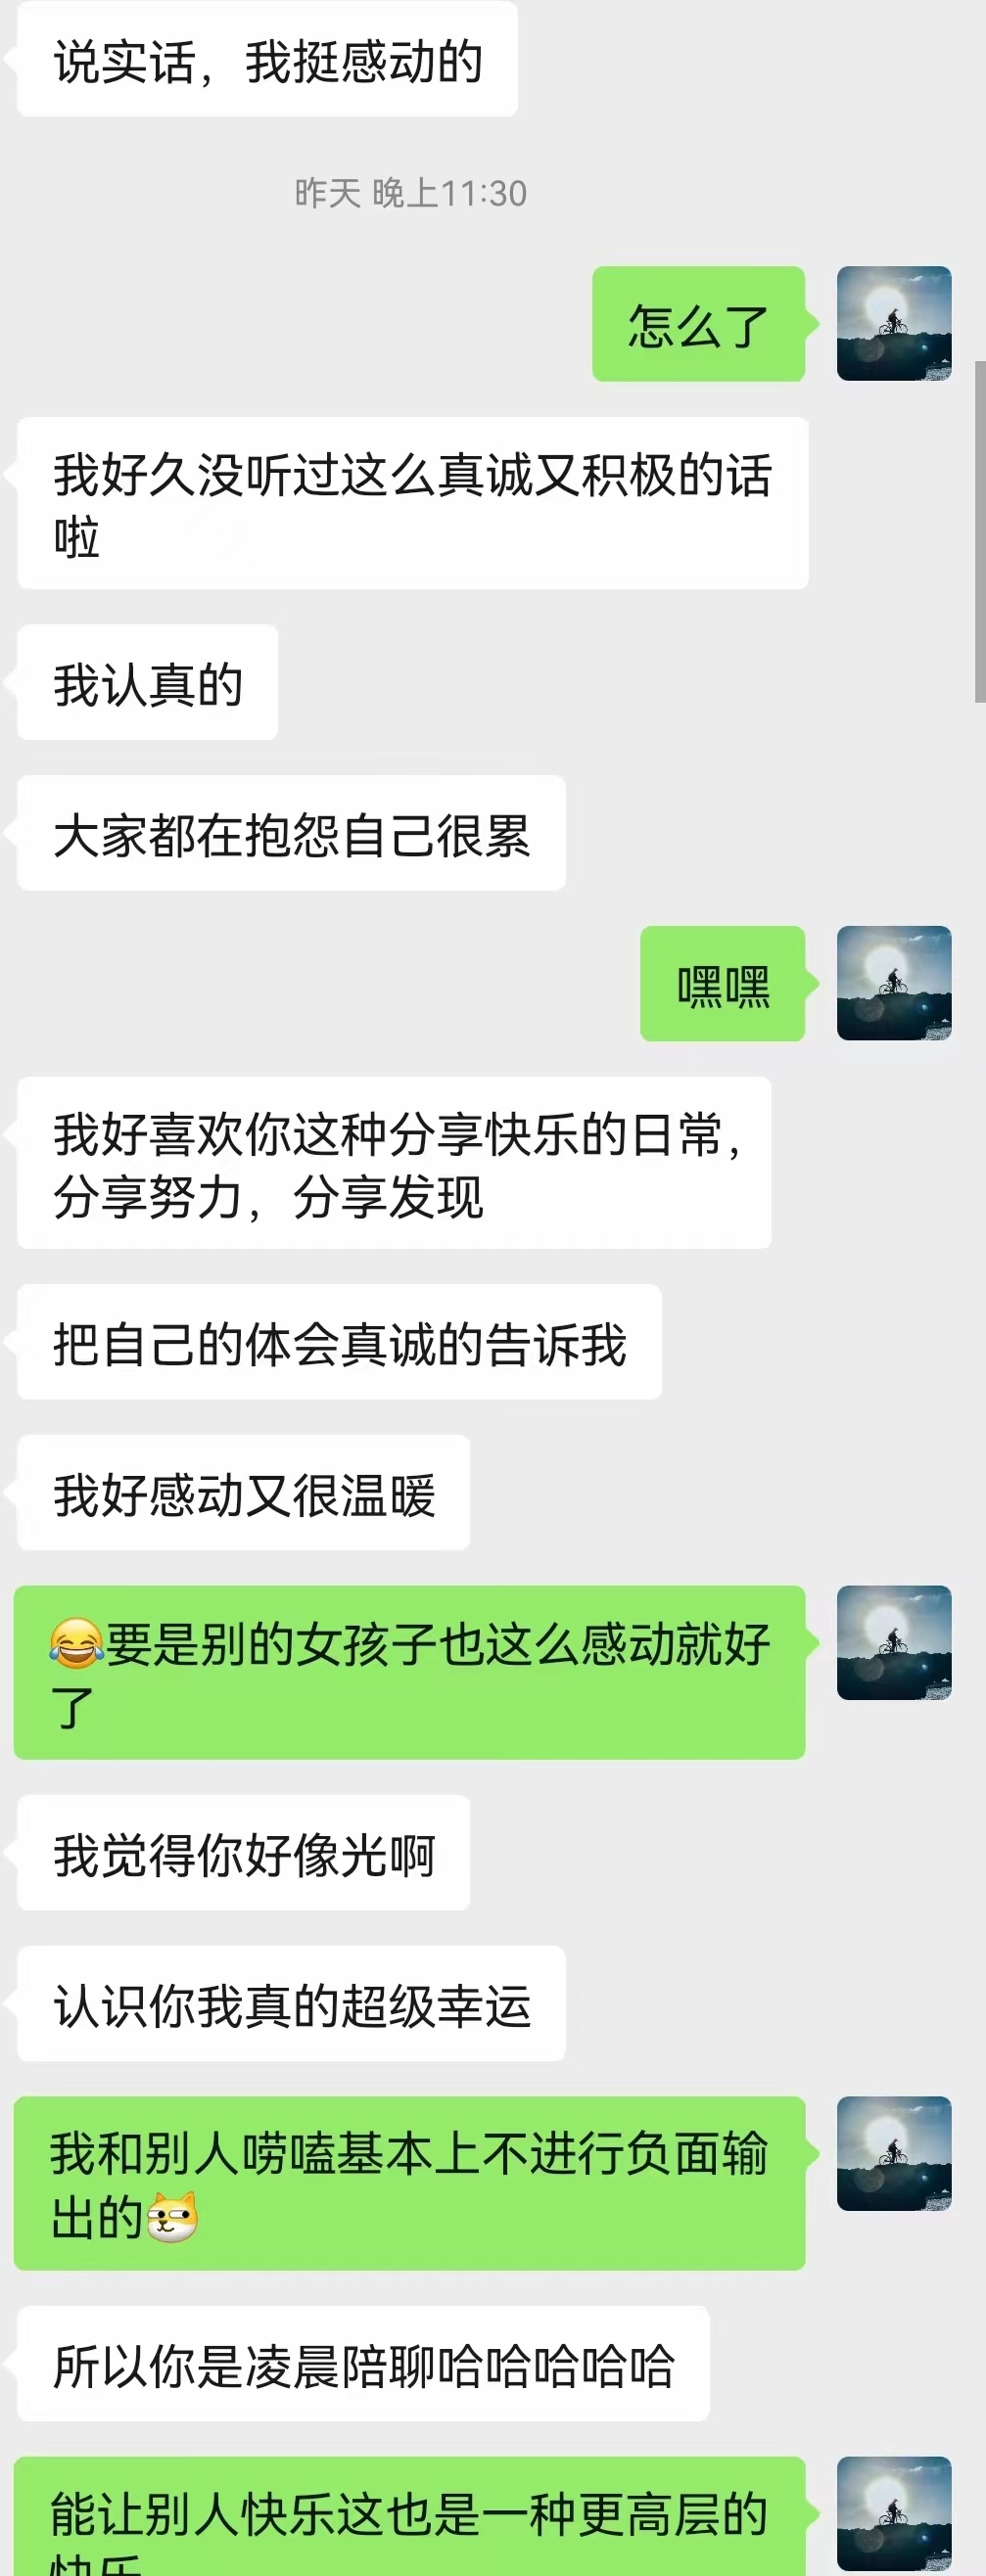 说实话，我挺感动的
昨天 晚上11:30
怎么了
我好久没听过这么真诚又积极的话
啦
我认真的
大家都在抱怨自己很累
嘿嘿
我好喜欢你这种分享快乐的日常，
分享努力，分享发现
把自己的体会真诚的告诉我
我好感动又很温暖
😂要是别的女孩子也这么感动就好
了
我觉得你好像光啊
认识你我真的超级幸运
我和别人唠嗑基本上不进行负面输
出的
所以你是凌晨陪聊哈哈哈哈哈
能让别人快乐这也是一种更高层的
快乐